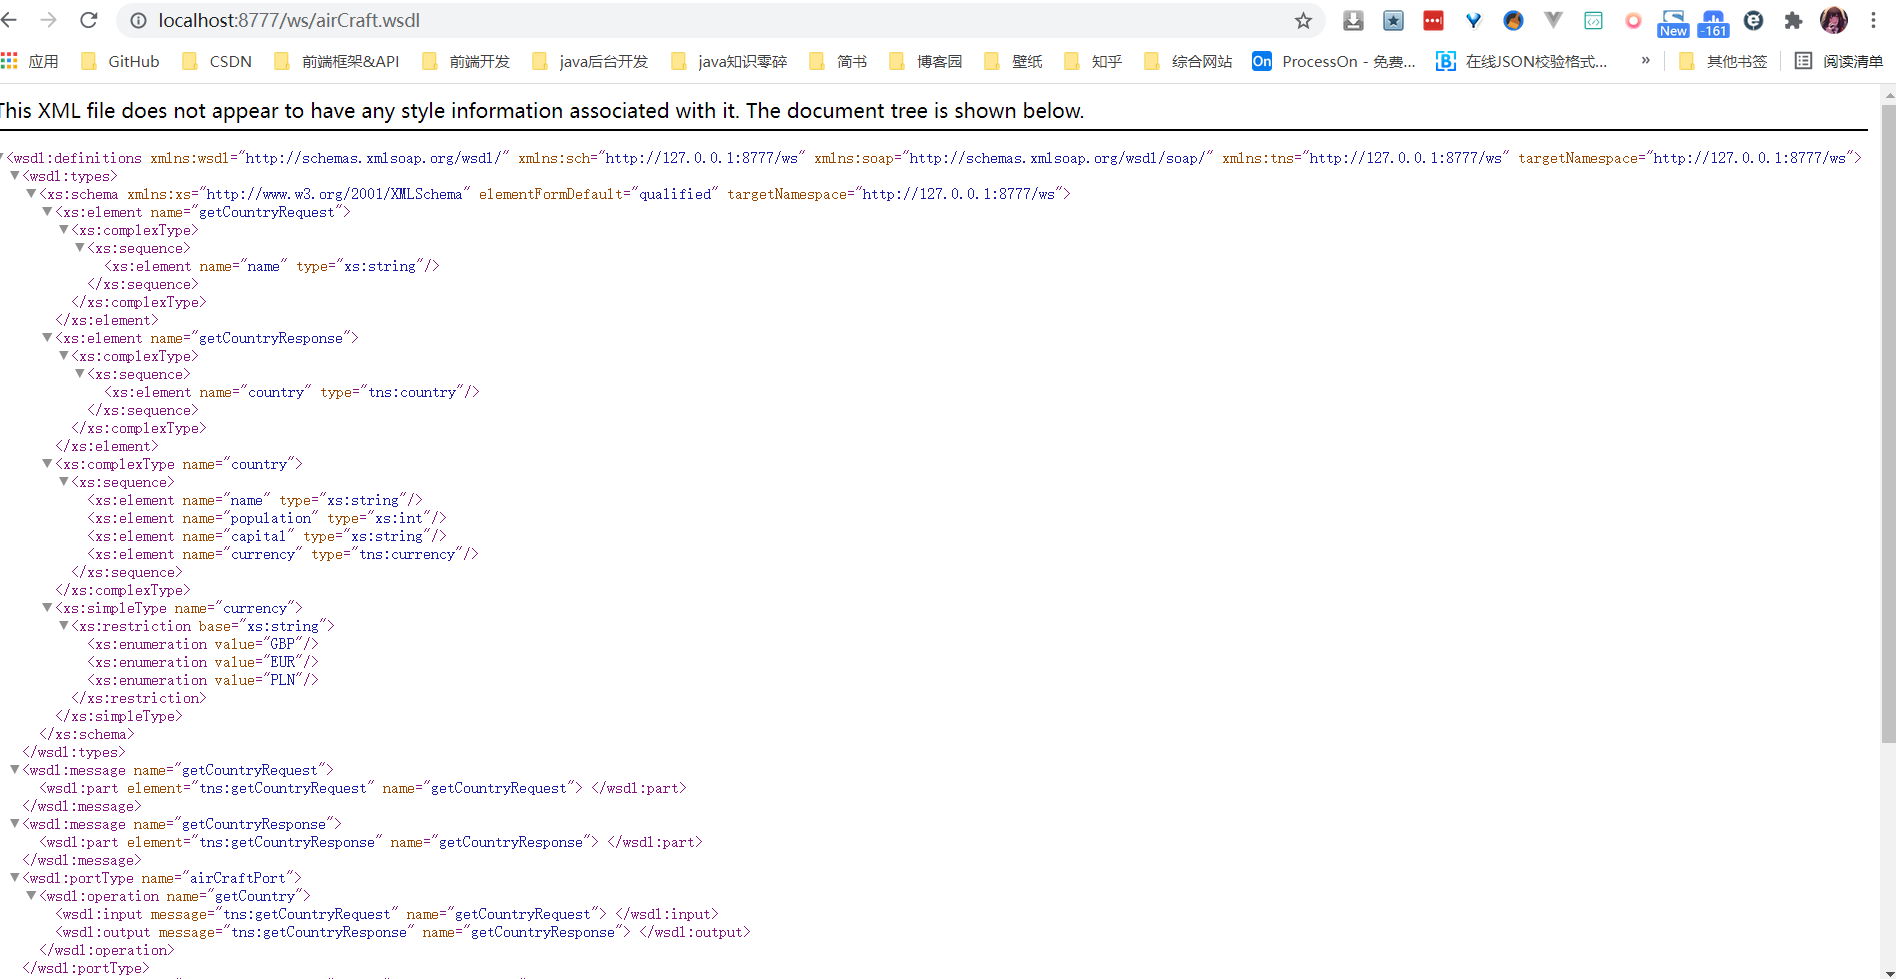 localhost:8777/ws/airCraft.wsdl
New -161
应用 GitHub CSDN 前端框架&API 前端开发 java后台开发 java知识零碎 简书 博客园 壁纸 知乎 综合网站 On ProcessOn - 免费... 在线JSON校验格式... » 其他书签 阅读清单
This XML file does not appear to have any style information associated with it. The document tree is shown below.
<wsdl:definitions xmlns:wsdl="http://schemas.xmlsoap.org/wsdl/" xmlns:sch="http://127.0.0.1:8777/ws" xmlns:soap="http://schemas.xmlsoap.org/wsdl/soap/" xmlns:tns="http://127.0.0.1:8777/ws" targetNamespace="http://127.0.0.1:8777/ws">
<wsdl:types>
<xs:schema xmlns:xs="http://www.w3.org/2001/XMLSchema" elementFormDefault="qualified" targetNamespace="http://127.0.0.1:8777/ws">
<xs:element name="getCountryRequest">
<xs:complexType>
<xs:sequence>
<xs:element name="name" type="xs:string"/>
</xs:sequence>
</xs:complexType>
</xs:element>
<xs:element name="getCountryResponse">
<xs:complexType>
<xs:sequence>
<xs:element name="country" type="tns:country"/>
</xs:sequence>
</xs:complexType>
</xs:element>
<xs:complexType name="country">
<xs:sequence>
<xs:element name="name" type="xs:string"/>
<xs:element name="population" type="xs:int"/>
<xs:element name="capital" type="xs:string"/>
<xs:element name="currency" type="tns:currency"/>
</xs:sequence>
</xs:complexType>
<xs:simpleType name="currency">
<xs:restriction base="xs:string">
<xs:enumeration value="GBP"/>
<xs:enumeration value="EUR"/>
<xs:enumeration value="PLN"/>
</xs:restriction>
</xs:simpleType>
</xs:schema>
</wsdl:types>
<wsdl:message name="getCountryRequest">
<wsdl:part element="tns:getCountryRequest" name="getCountryRequest"> </wsdl:part>
</wsdl:message>
<wsdl:message name="getCountryResponse">
<wsdl:part element="tns:getCountryResponse" name="getCountryResponse"> </wsdl:part>
</wsdl:message>
<wsdl:portType name="airCraftPort">
<wsdl:operation name="getCountry">
<wsdl:input message="tns:getCountryRequest" name="getCountryRequest"> </wsdl:input>
<wsdl:output message="tns:getCountryResponse" name="getCountryResponse"> </wsdl:output>
</wsdl:operation>
</wsdl:portType>